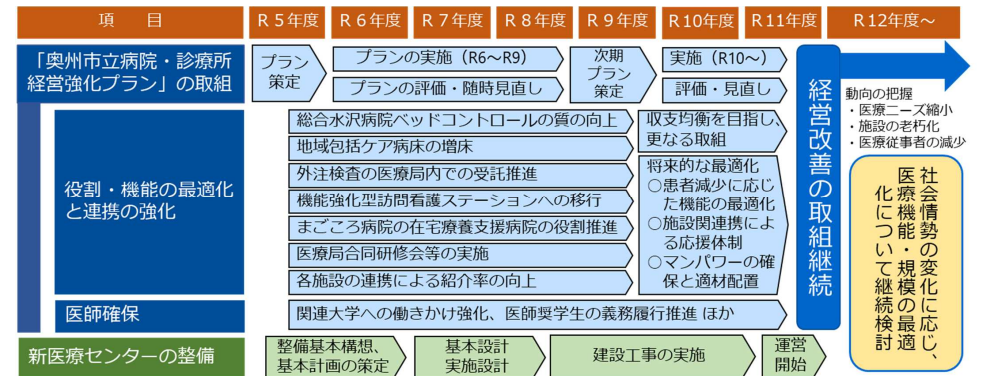 項　目
R５年度
R６年度
R７年度
R８年度
R９年度
R10年度
R11年度
R12年度～
「奥州市立病院・診療所
経営強化プラン」の取組
プラン
策定
プランの実施（R6～R9）
プランの評価・随時見直し
次期
プラン
策定
実施（R10～）
評価・見直し
経営改善の取組継続
動向の把握
・医療ニーズ縮小
・施設の老朽化
・医療従事者の減少
社会情勢の変化に応じ、
医療機能・規模の最適
化について継続検討
役割・機能の最適化
と連携の強化
総合水沢病院ベッドコントロールの質の向上
地域包括ケア病床の増床
外注検査の医療局内での受託推進
機能強化型訪問看護ステーションへの移行
まごころ病院の在宅療養支援病院の役割推進
医療局合同研修会等の実施
各施設の連携による紹介率の向上
収支均衡を目指し、
更なる取組
将来的な最適化
○患者減少に応じ
た機能の最適化
○施設関連携によ
る応援体制
○マンパワーの確
保と適材配置
医師確保
関連大学への働きかけ強化、医師奨学生の義務履行推進 ほか
新医療センターの整備
整備基本構想、
基本計画の策定
基本設計
実施設計
建設工事の実施
運営
開始